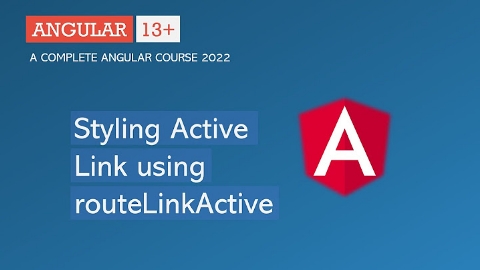 ANGULAR 13+
A COMPLETE ANGULAR COURSE 2022
Styling Active
Link using
routeLinkActive
A